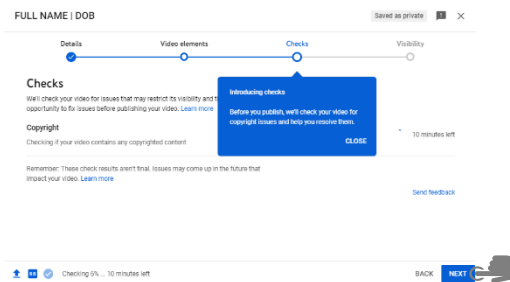 FULL NAME | DOB
Saved as private
Details
Video elements
Checks
Visibility
Checks
We'll check your video for issues that may restrict its visibility and t
opportunity to fix issues before publishing your video. Learn more
Introducing checks
Before you publish, we'll check your video for
copyright issues and help you resolve them.
CLOSE
Copyright
Checking if your video contains any copyrighted content
10 minutes left
Remember: These check results aren't final. Issues may come up in the future that
impact your video. Learn more
Send feedback
Checking 6% ... 10 minutes left
BACK
NEXT